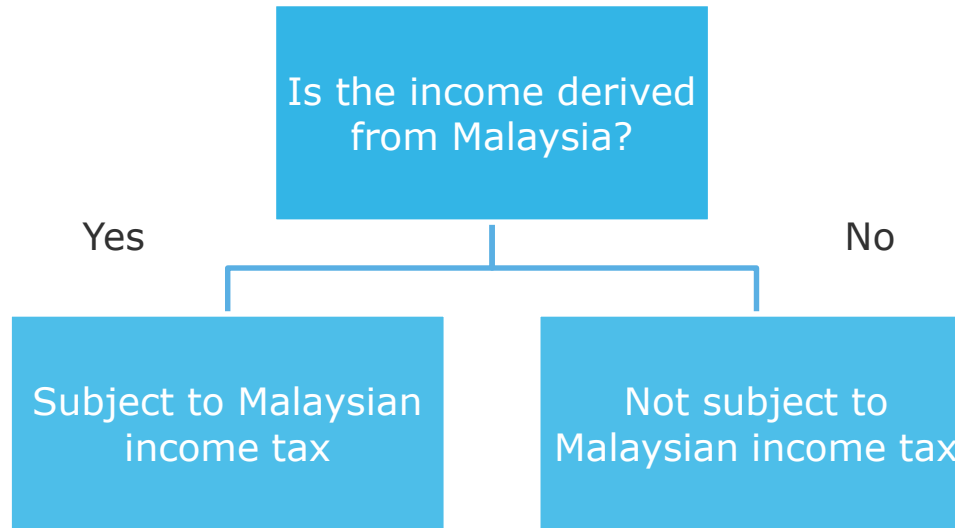 Is the income derived
from Malaysia?
Yes
No
Subject to Malaysian
income tax
Not subject to
Malaysian income tax